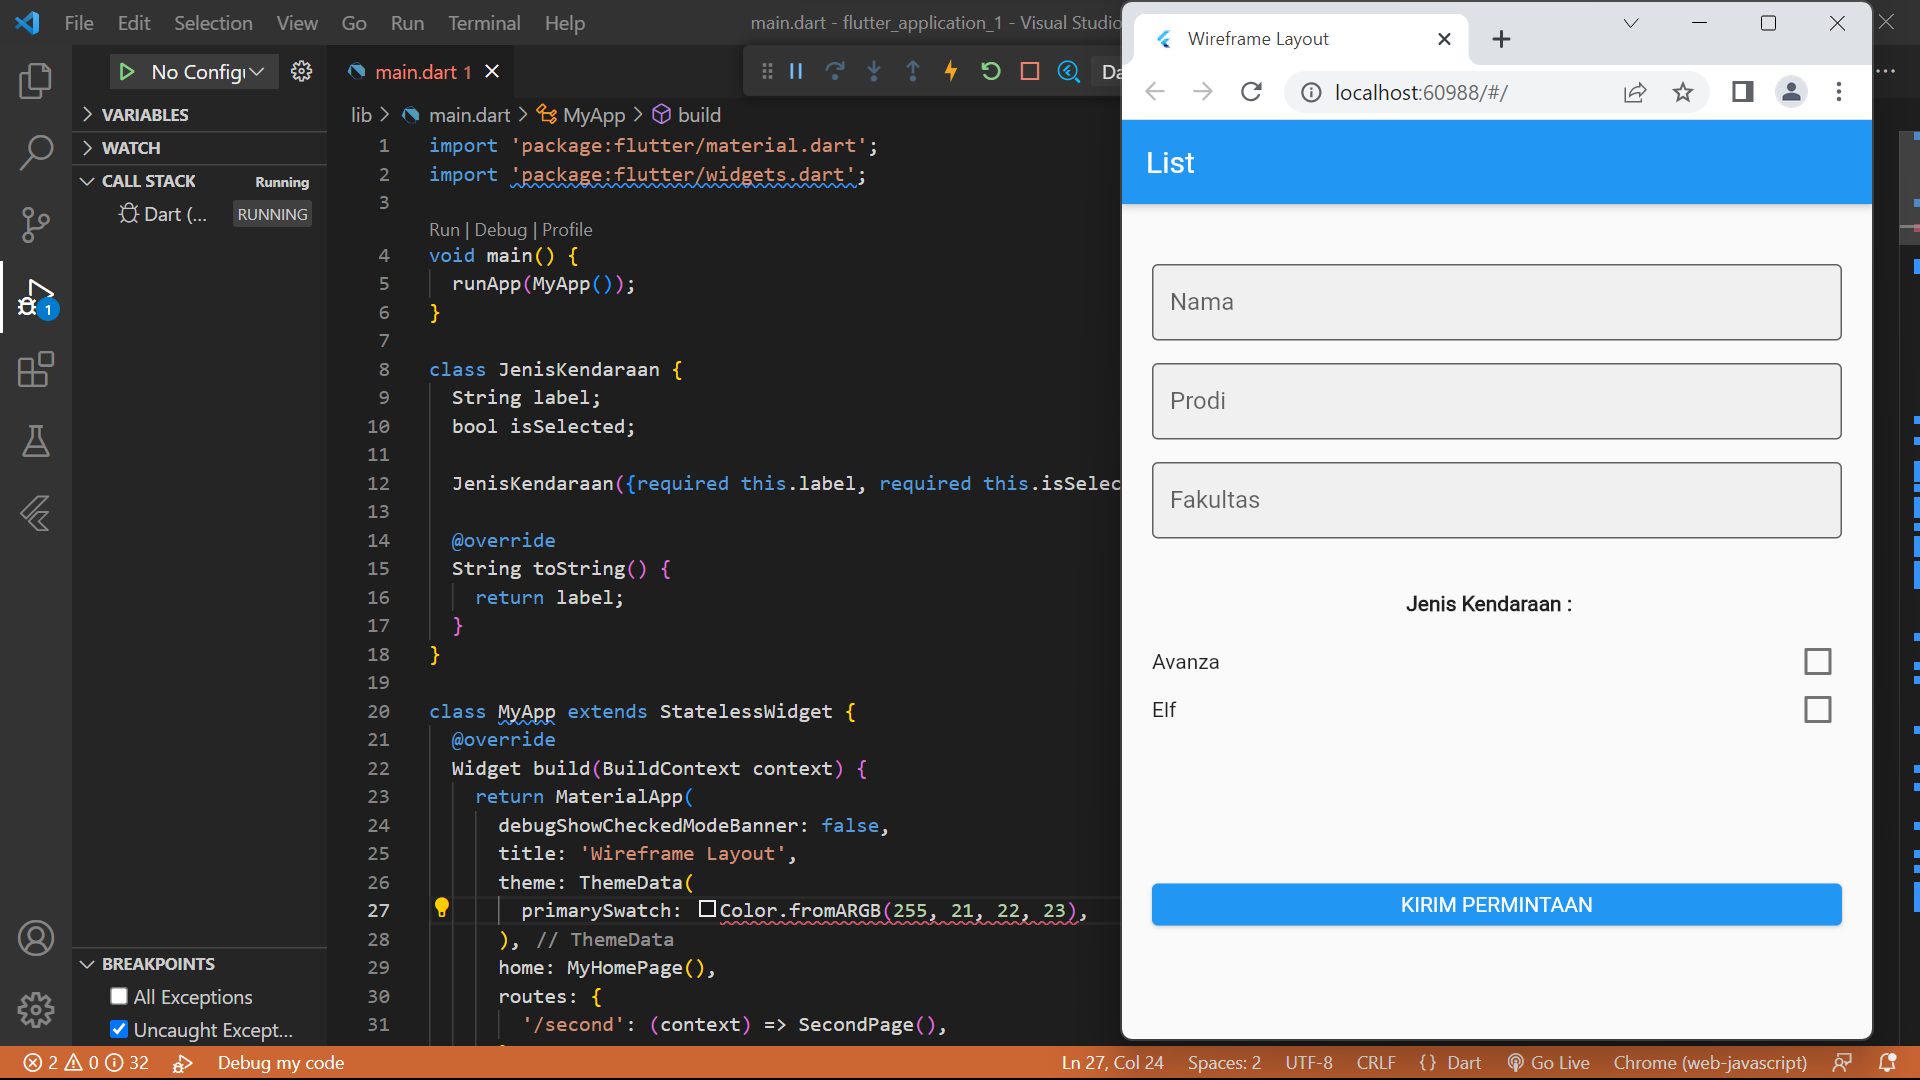 File Edit Selection View Go Run Terminal Help
main.dart - flutter_application_1 - Visual Studio
No Config
main.dart 1
VARIABLES
WATCH
CALL STACK Running
Dart (... RUNNING
BREAKPOINTS
All Exceptions
Uncaught Except...
lib > main.dart > MyApp > build
1 import 'package:flutter/material.dart';
2 import 'package:flutter/widgets.dart';
3
Run | Debug | Profile
4 void main() {
5 runApp(MyApp());
6 }
7
8 class JenisKendaraan {
9 String label;
10 bool isSelected;
11
12 JenisKendaraan({required this.label, required this.isSelec
13
14 @override
15 String toString() {
16 return label;
17 }
18 }
19
20 class MyApp extends StatelessWidget {
21 @override
22 Widget build(BuildContext context) {
23 return MaterialApp(
24 debugShowCheckedModeBanner: false,
25 title: 'Wireframe Layout',
26 theme: ThemeData(
27 primarySwatch: Color.fromARGB(255, 21, 22, 23),
28 ), // ThemeData
29 home: MyHomePage(),
30 routes: {
31 '/second': (context) => SecondPage(),
Da
Wireframe Layout
localhost:60988/#/
List
Nama
Prodi
Fakultas
Jenis Kendaraan :
Avanza
Elf
KIRIM PERMINTAAN
1
2 0 32 Debug my code
Ln 27, Col 24 Spaces: 2 UTF-8 CRLF {} Dart Go Live Chrome (web-javascript)